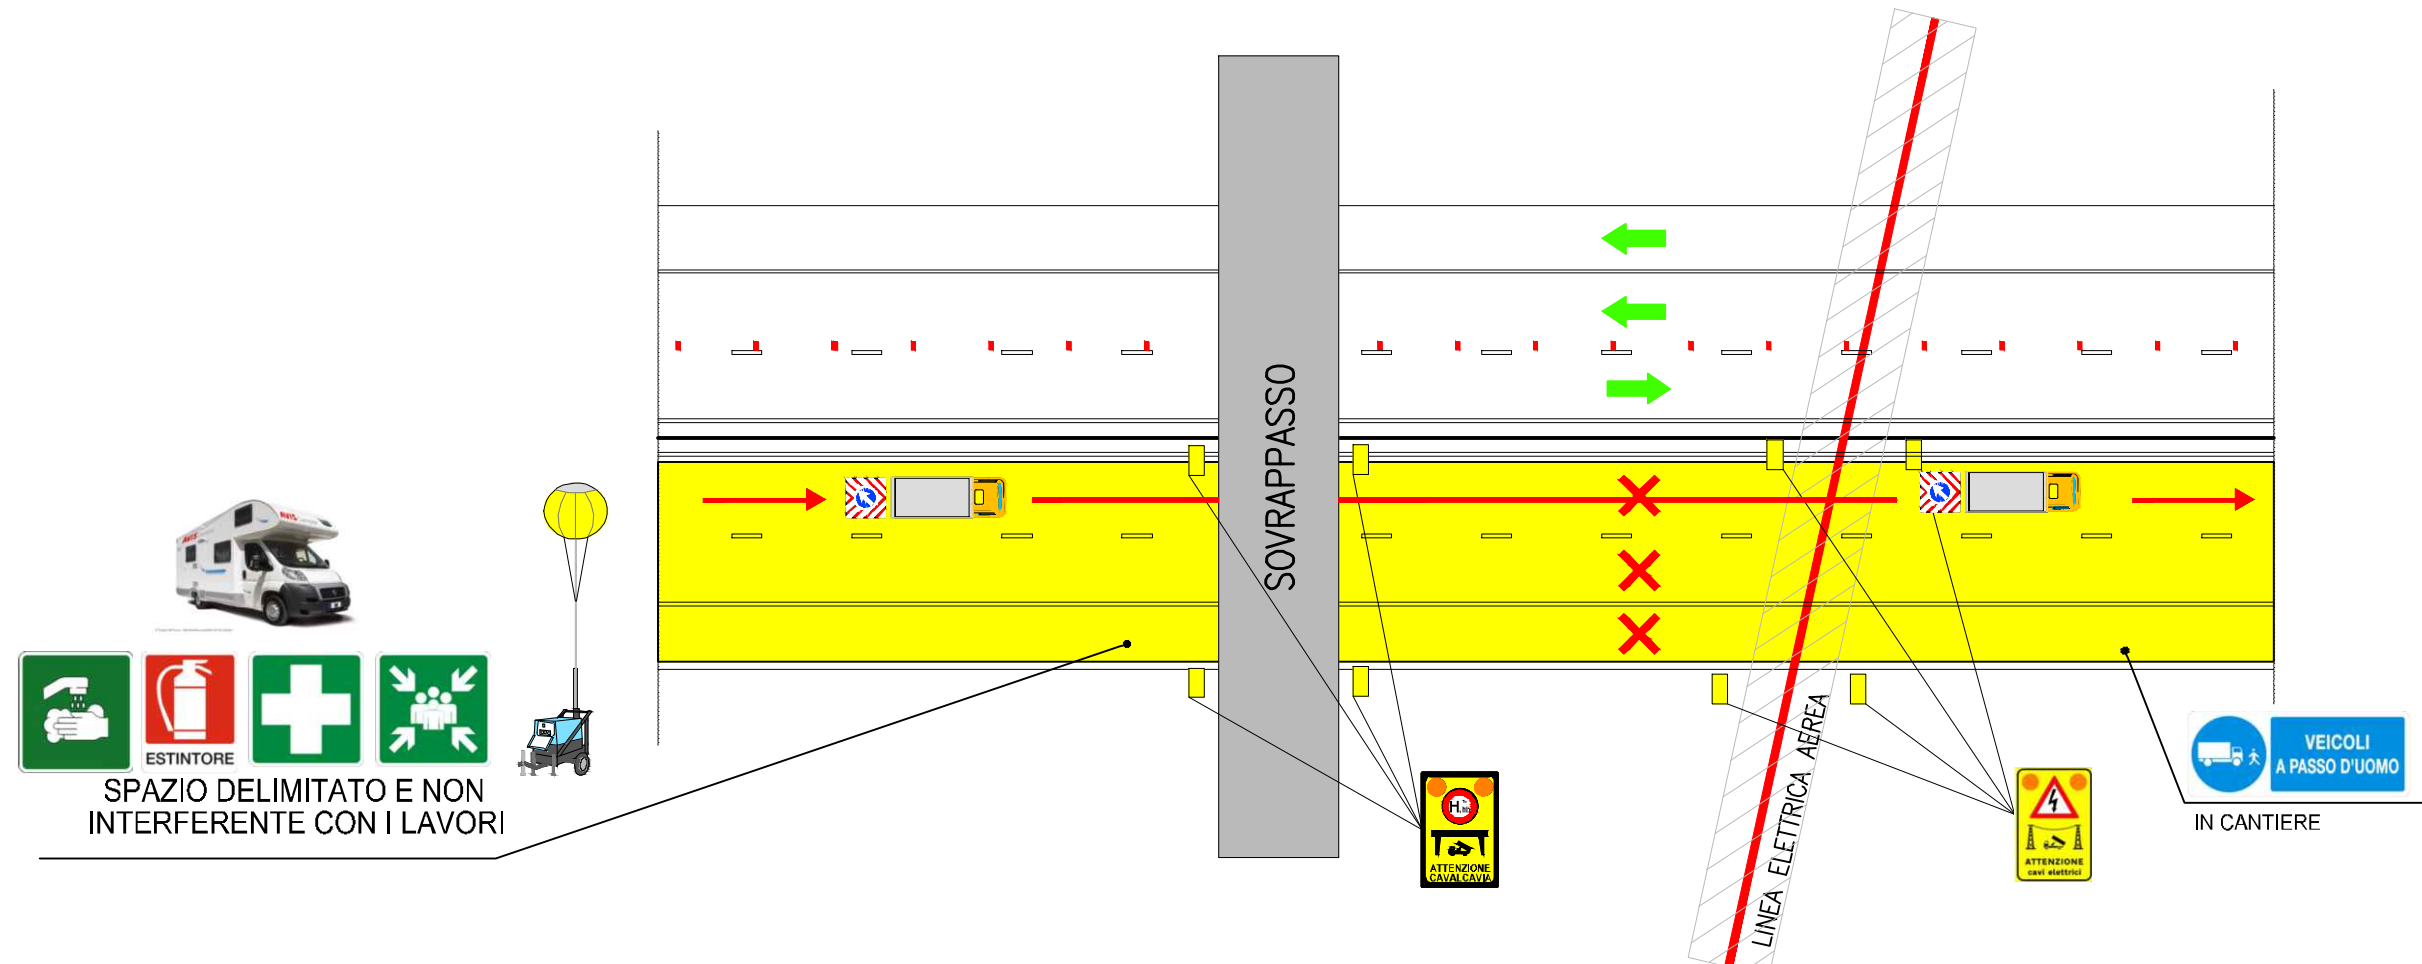 SOVRAPPASSO
LINEA ELETTRICA AEREA
AVIS
ESTINTORE
SPAZIO DELIMITATO E NON
INTERFERENTE CON I LAVORI
ATTENZIONE
CAVALCAVIA
ATTENZIONE
cavi elettrici
VEICOLI
A PASSO D'UOMO
IN CANTIERE